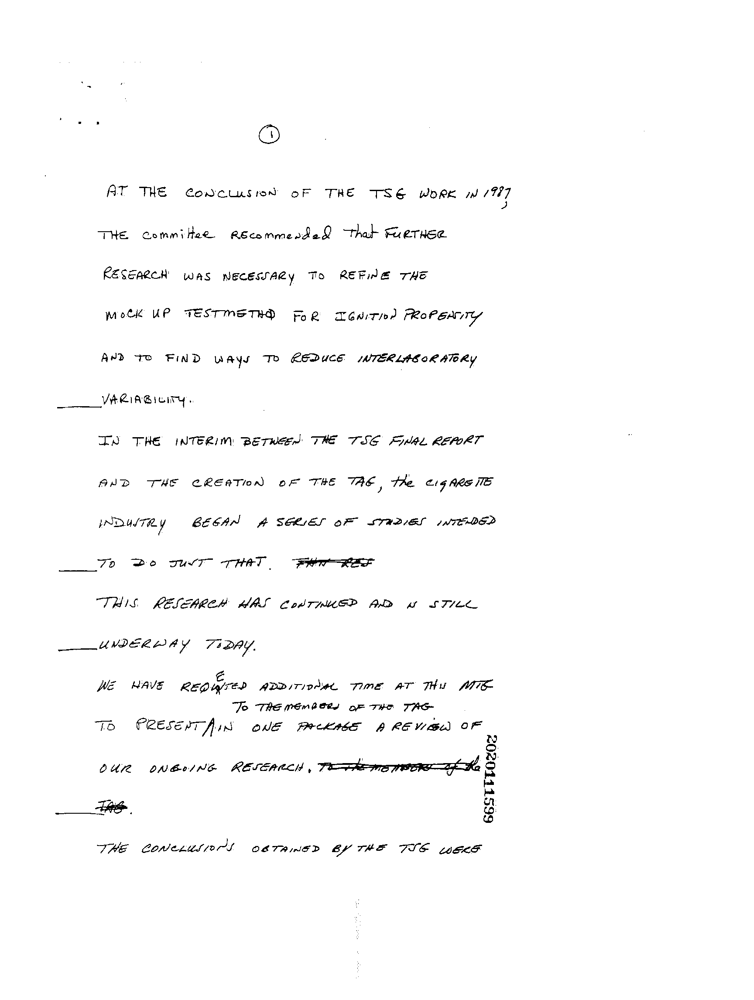 1
AT THE CONCLUSION OF THE TSG WORK IN 1987,
THE committee Recommended that FURTHER
RESEARCH WAS NECESSARY TO REFINE THE
MOCK UP TESTMETHD FOR IGNITION PROPENSITY
AND TO FIND WAYS TO REDUCE INTERLABORATORY
VARIABILITY.
IN THE INTERIM BETWEEN THE TSG FINAL REPORT
AND THE CREATION OF THE TAG, the CIGARETTE
INDUSTRY BEGAN A SERIES OF STUDIES INTENDED
TO DO JUST THAT.
THIS RESEARCH HAS CONTINUED AD IS STILL
UNDERWAY TODAY.
WE HAVE REQUESTED ADDITIONAL TIME AT THIS MTG
TO THE MEMBERS OF THE TAG
TO PRESENT IN ONE PACKAGE A REVIEW OF
OUR ONGOING RESEARCH. To the members of the
TAG.
THE CONCLUSIONS OBTAINED BY THE TSG WERE
2020111599